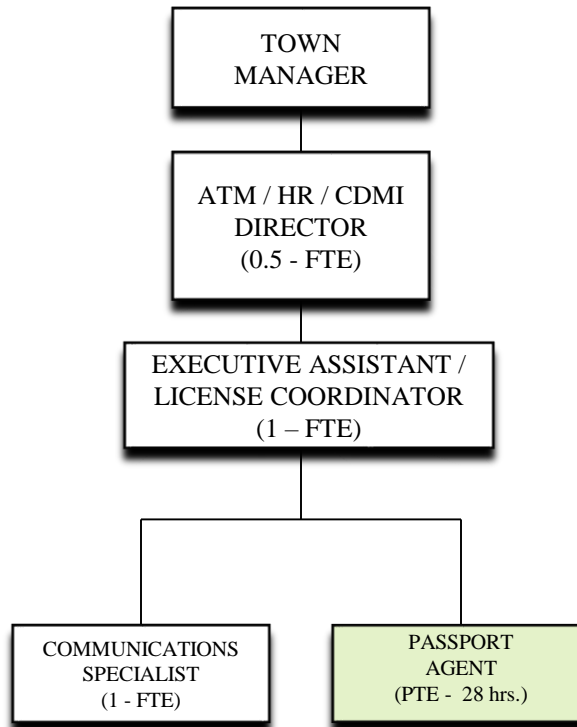 TOWN
MANAGER
ATM / HR / CDMI
DIRECTOR
(0.5 - FTE)
EXECUTIVE ASSISTANT /
LICENSE COORDINATOR
(1 – FTE)
COMMUNICATIONS
SPECIALIST
(1 - FTE)
PASSPORT
AGENT
(PTE - 28 hrs.)